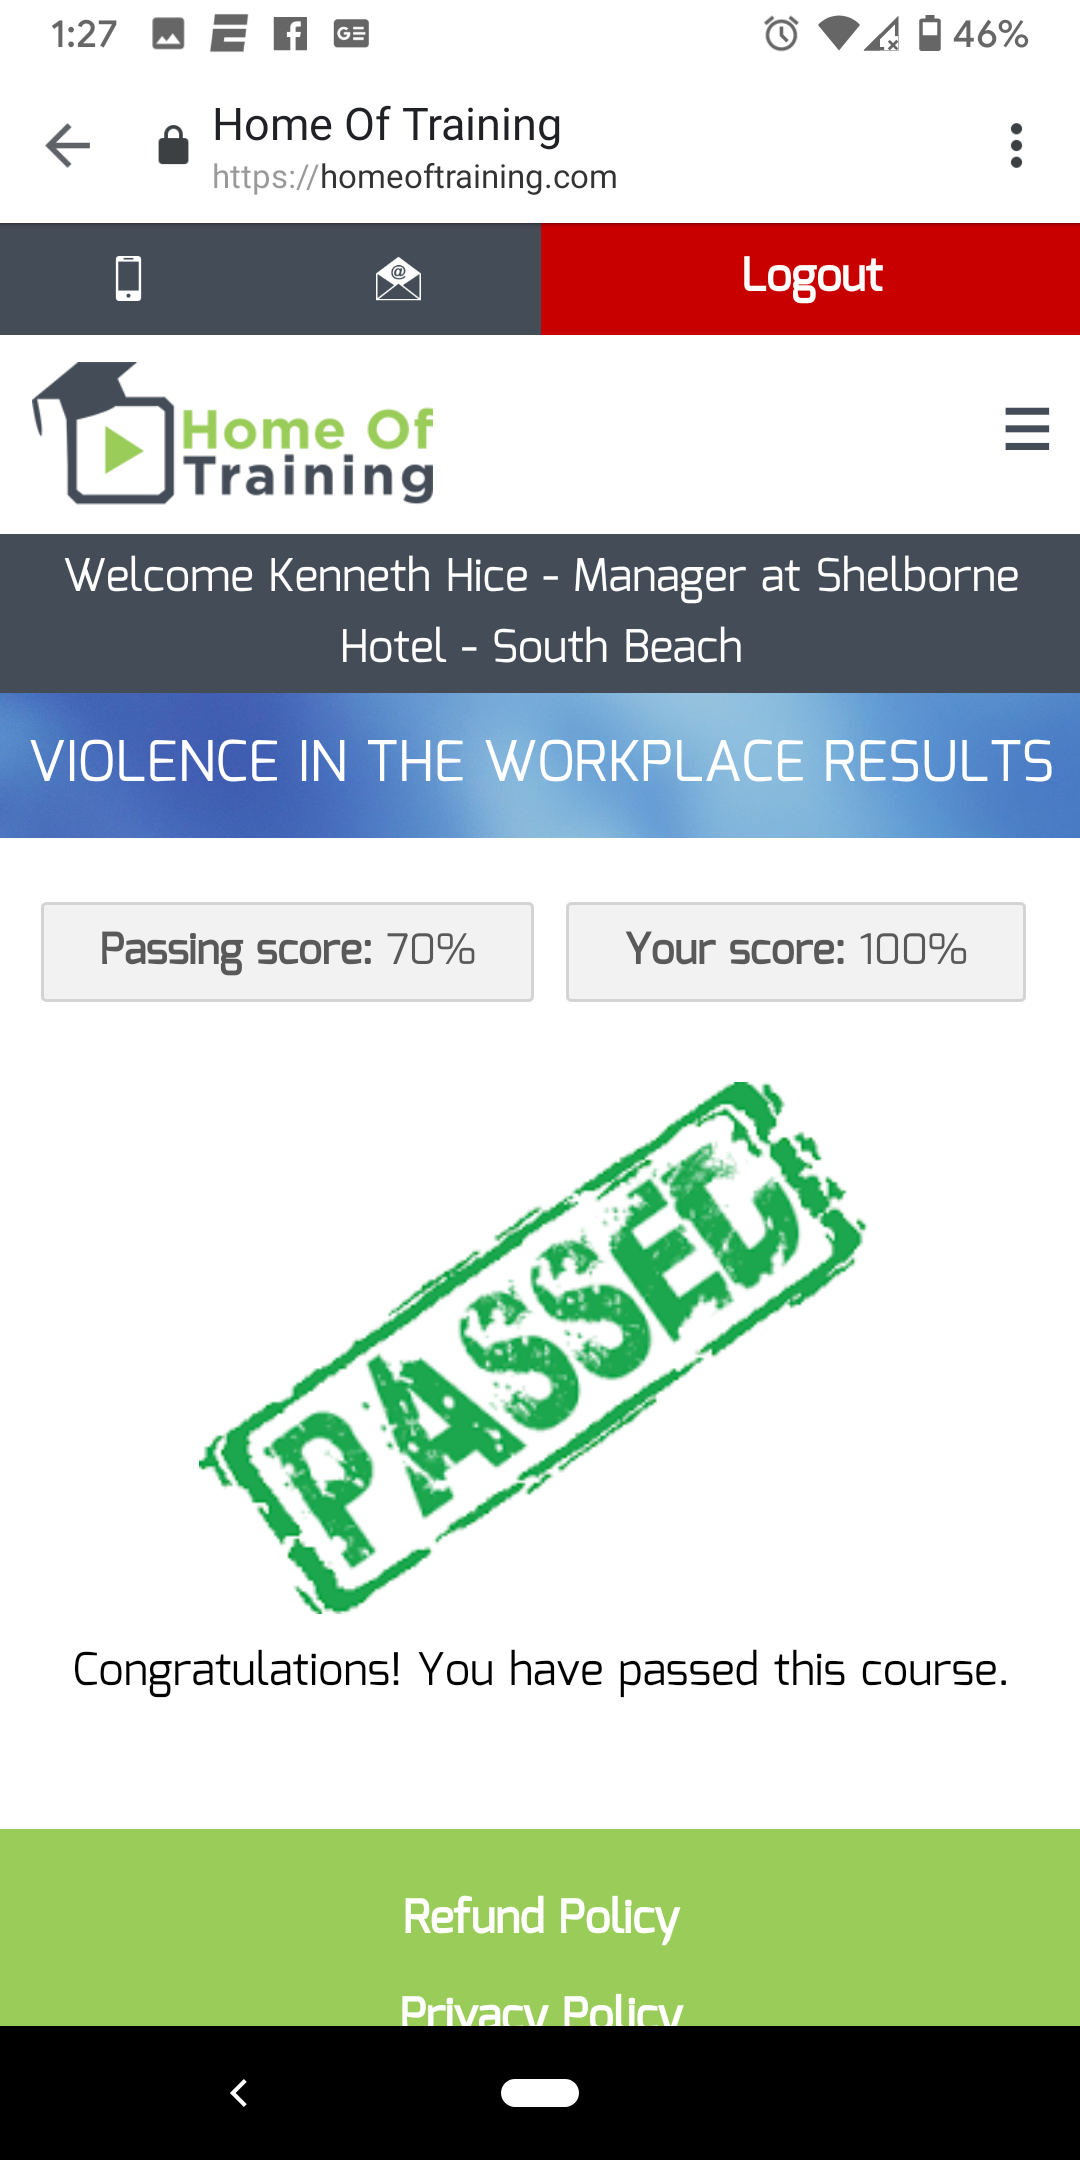 1:27
GE
46%
Home Of Training
https://homeoftraining.com
@
Logout
Home Of
Training
Welcome Kenneth Hice - Manager at Shelborne
Hotel - South Beach
VIOLENCE IN THE WORKPLACE RESULTS
Passing score: 70% Your score: 100%
PASSED
Congratulations! You have passed this course.
Refund Policy
Privacy Policy